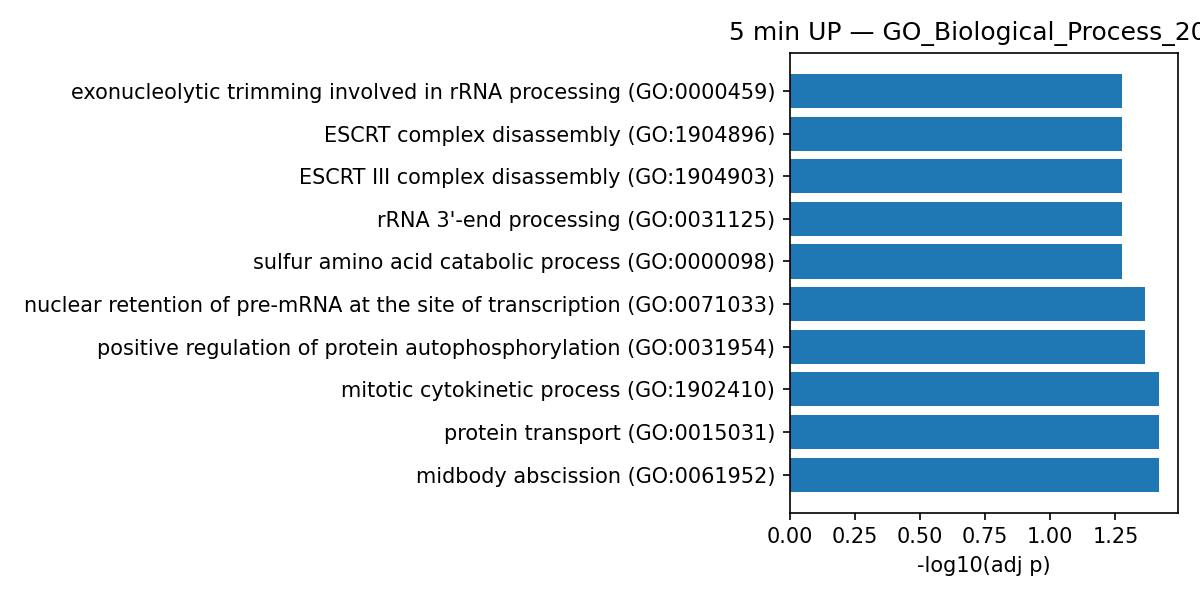 5 min UP — GO_Biological_Process_20
exonucleolytic trimming involved in rRNA processing (GO:0000459)
ESCRT complex disassembly (GO:1904896)
ESCRT III complex disassembly (GO:1904903)
rRNA 3'-end processing (GO:0031125)
sulfur amino acid catabolic process (GO:0000098)
nuclear retention of pre-mRNA at the site of transcription (GO:0071033)
positive regulation of protein autophosphorylation (GO:0031954)
mitotic cytokinetic process (GO:1902410)
protein transport (GO:0015031)
midbody abscission (GO:0061952)
0.00 0.25 0.50 0.75 1.00 1.25
-log10(adj p)